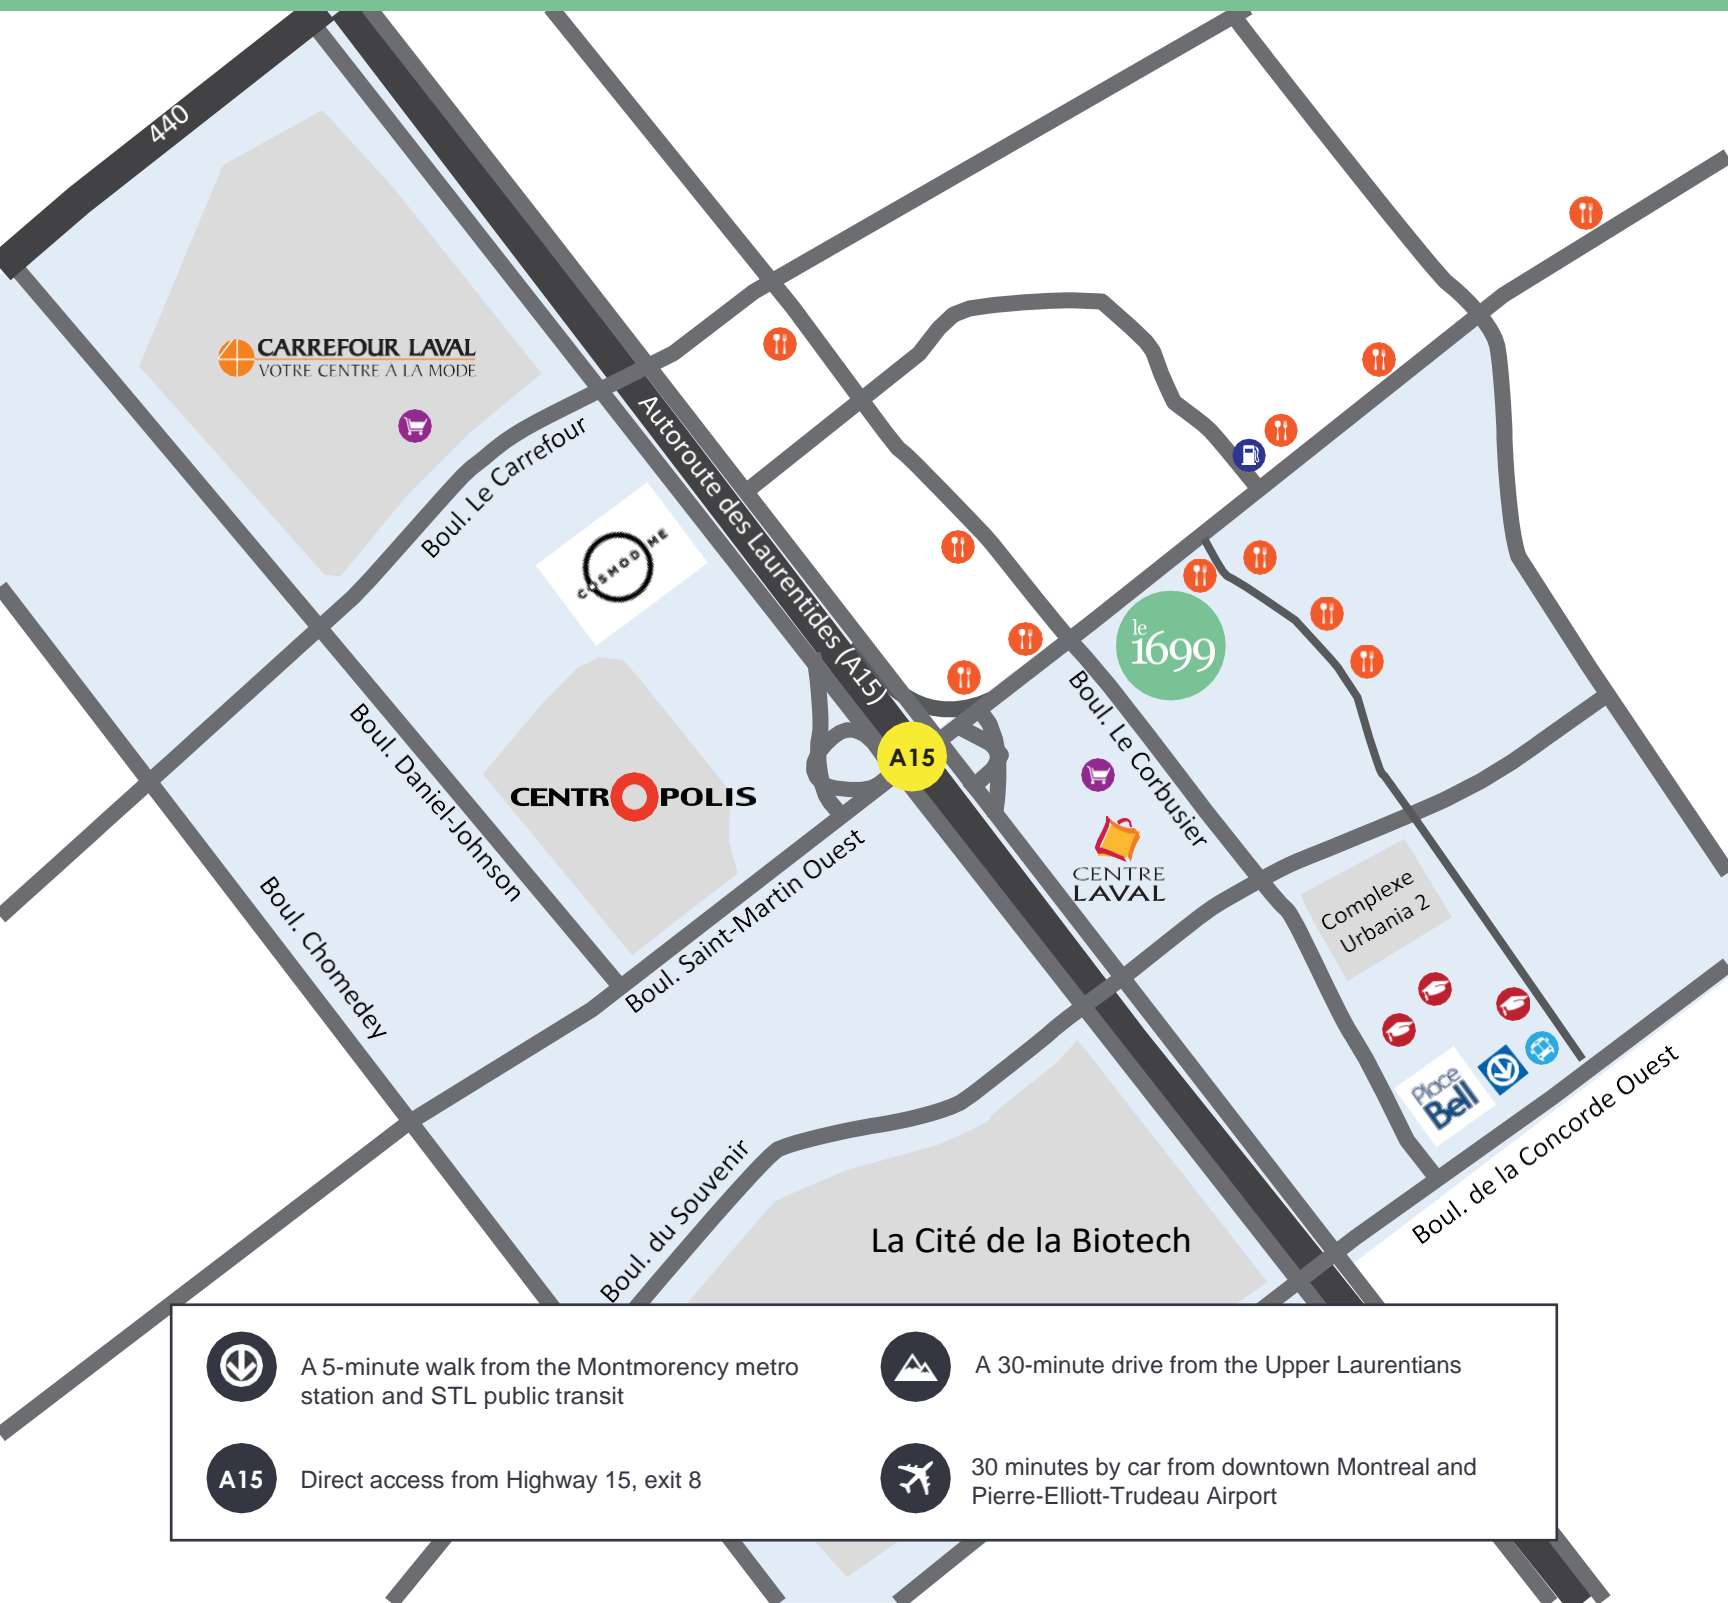 440
CARREFOUR LAVAL
VOTRE CENTRE À LA MODE
Boul. Le Carrefour
Autoroute des Laurentides (A15)
COSMODOME
le
1699
Boul. Daniel-Johnson
CENTROPOLIS
A15
Boul. Le Corbusier
CENTRE
LAVAL
Boul. Saint-Martin Ouest
Boul. Chomedey
Complexe
Urbania 2
Place
Bell
Boul. de la Concorde Ouest
Boul. du Souvenir
La Cité de la Biotech
A 5-minute walk from the Montmorency metro
station and STL public transit
A 30-minute drive from the Upper Laurentians
A15
Direct access from Highway 15, exit 8
30 minutes by car from downtown Montreal and
Pierre-Elliott-Trudeau Airport